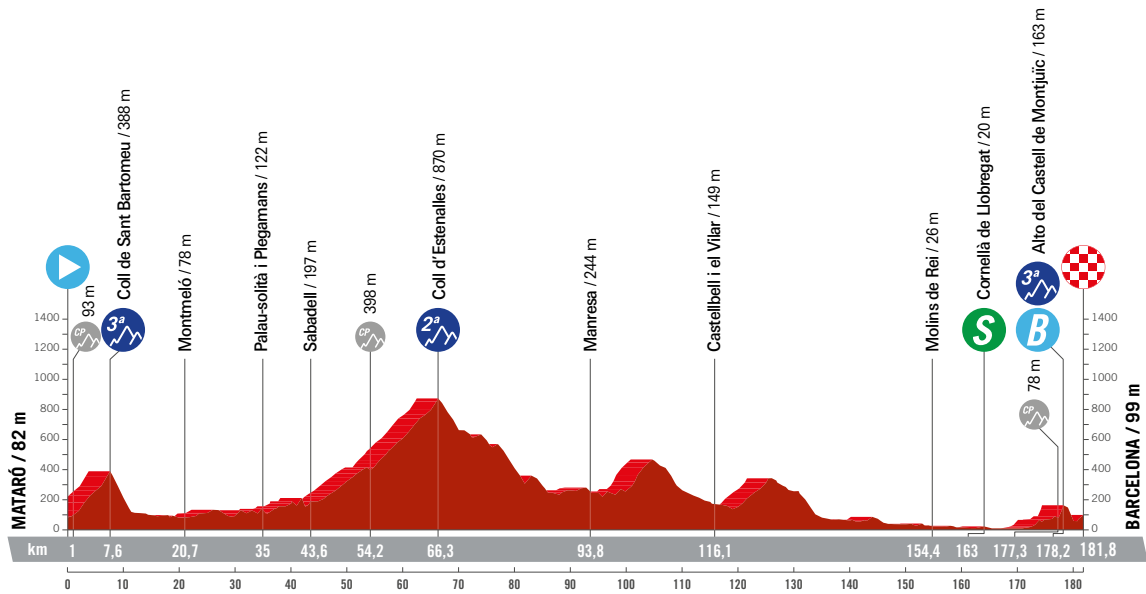 93 m
Coll de Sant Bartomeu / 388 m
Montmeló / 78 m
Palau-solità i Plegamans / 122 m
Sabadell / 197 m
398 m
Coll d'Estenalles / 870 m
Manresa / 244 m
Castellbell i el Vilar / 149 m
Molins de Rei / 26 m
Cornellà de Llobregat / 20 m
Alto del Castell de Montjuïc / 163 m
78 m
CP
3ª
CP
2ª
S
3ª
B
CP
MATARÓ / 82 m
BARCELONA / 99 m
1400
1200
1000
800
600
400
200
0
1400
1200
1000
800
600
400
200
0
km 1 7,6 20,7 35 43,6 54,2 66,3 93,8 116,1 154,4 163 177,3 178,2 181,8
0 10 20 30 40 50 60 70 80 90 100 110 120 130 140 150 160 170 180